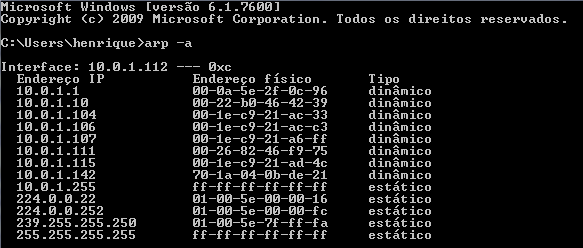 Microsoft Windows [versão 6.1.7600]
Copyright (c) 2009 Microsoft Corporation. Todos os direitos reservados.
C:\Users\henrique>arp -a
Interface: 10.0.1.112 --- 0xc
Endereço IP Endereço físico Tipo
10.0.1.1 00-0a-5e-2f-0c-96 dinâmico
10.0.1.10 00-22-b0-46-42-39 dinâmico
10.0.1.104 00-1e-c9-21-ac-33 dinâmico
10.0.1.106 00-1e-c9-21-ac-c3 dinâmico
10.0.1.107 00-1e-c9-21-a6-ff dinâmico
10.0.1.111 00-26-82-46-f9-75 dinâmico
10.0.1.115 00-1e-c9-21-ad-4c dinâmico
10.0.1.142 70-1a-04-0b-de-21 dinâmico
10.0.1.255 ff-ff-ff-ff-ff-ff estático
224.0.0.22 01-00-5e-00-00-16 estático
224.0.0.252 01-00-5e-00-00-fc estático
239.255.255.250 01-00-5e-7f-ff-fa estático
255.255.255.255 ff-ff-ff-ff-ff-ff estático